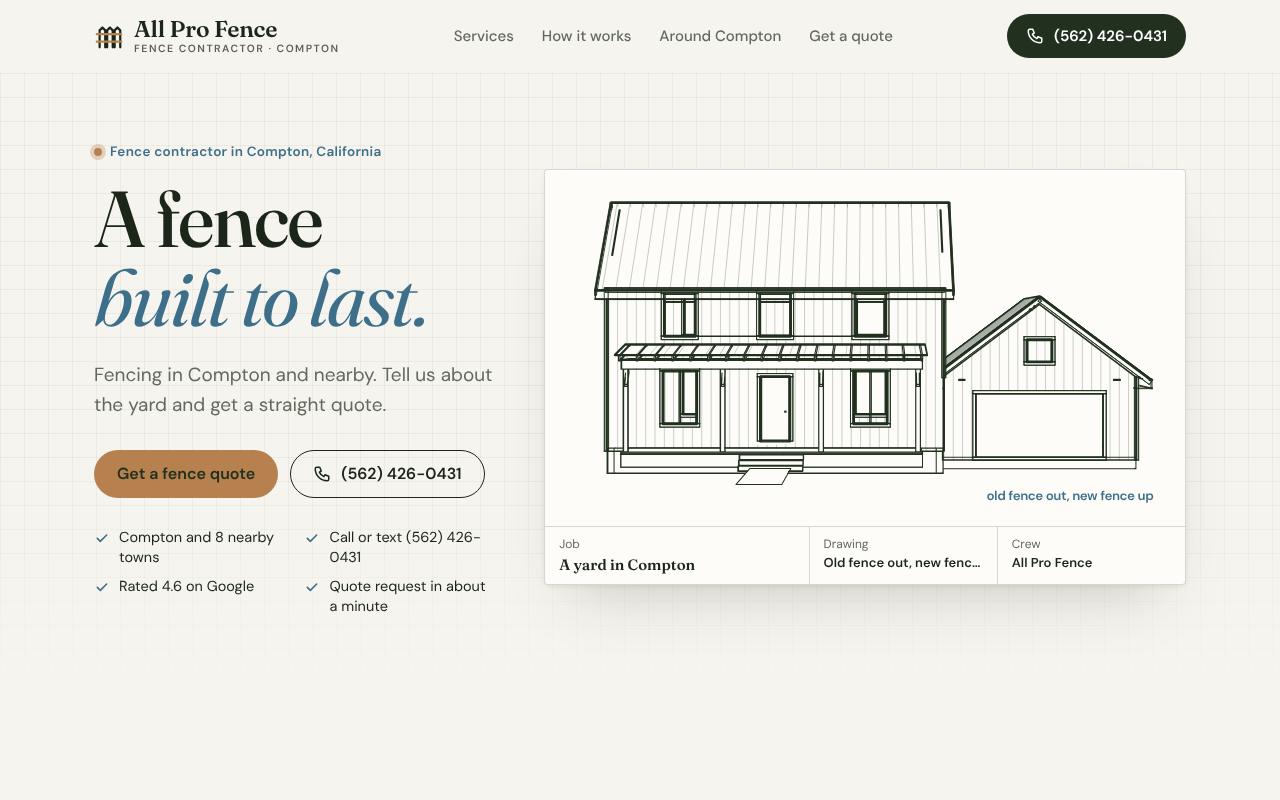 All Pro Fence
FENCE CONTRACTOR · COMPTON
Services
How it works
Around Compton
Get a quote
(562) 426-0431
Fence contractor in Compton, California
A fence
built to last.
Fencing in Compton and nearby. Tell us about
the yard and get a straight quote.
Get a fence quote
(562) 426-0431
Compton and 8 nearby
towns
Call or text (562) 426-
0431
Rated 4.6 on Google
Quote request in about
a minute
old fence out, new fence up
Job
A yard in Compton
Drawing
Old fence out, new fenc...
Crew
All Pro Fence